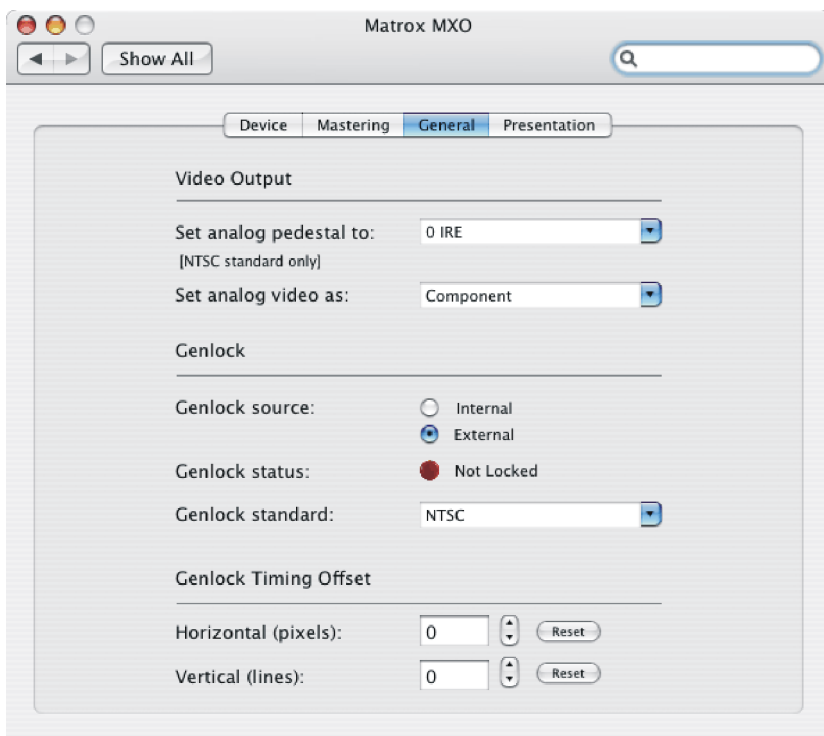 Matrox MXO
Show All
Device Mastering General Presentation
Video Output
Set analog pedestal to: 0 IRE
[NTSC standard only]
Set analog video as: Component
Genlock
Genlock source: Internal
External
Genlock status: Not Locked
Genlock standard: NTSC
Genlock Timing Offset
Horizontal (pixels): 0 Reset
Vertical (lines): 0 Reset